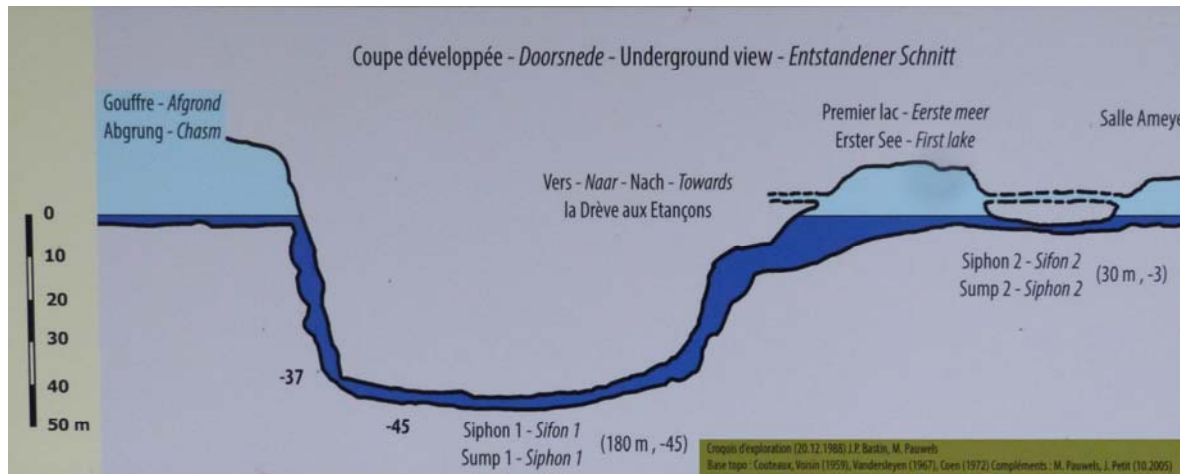 Coupe développée - Doorsnede - Underground view - Entstandener Schnitt
Gouffre - Afgrond
Abgrung - Chasm
Premier lac - Eerste meer
Erster See - First lake
Salle Ameye
Vers - Naar - Nach - Towards
la Drève aux Etançons
0
10
20
30
40
50 m
Siphon 2 - Sifon 2
Sump 2 - Siphon 2
(30 m , -3)
-37
-45
Siphon 1 - Sifon 1
Sump 1 - Siphon 1
(180 m , -45)
Croquis d'exploration (20.12.1988) J.P. Bastin, M. Pauwels
Base topo : Couteaux, Voisin (1959), Vandersleyen (1967), Coen (1972) Compléments : M. Pauwels, J. Petit (10.2005)